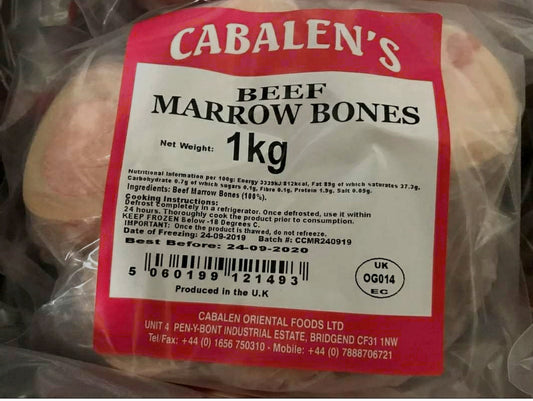 CABALEN'S
BEEF
MARROW BONES
Net Weight: 1kg
Nutritional Information per 100g: Energy 3339kJ/812kcal, Fat 89g of which saturates 37.3g,
Carbohydrate 0.7g of which sugars 0.1g, Fibre 0.1g, Protein 1.9g, Salt 0.05g.
Ingredients: Beef Marrow Bones (100%).
Cooking Instructions:
Defrost completely in a refrigerator. Once defrosted, use it within
24 hours. Thoroughly cook the product prior to consumption.
KEEP FROZEN Below -18 Degrees C.
IMPORTANT: Once the product is thawed, do not refreeze.
Date of Freezing: 24-09-2019 Batch #: CCMR240919
Best Before: 24-09-2020
5 060199 121493
Produced in the U.K
UK
OG014
EC
CABALEN ORIENTAL FOODS LTD
UNIT 4 PEN-Y-BONT INDUSTRIAL ESTATE, BRIDGEND CF31 1NW
Tel/Fax: +44 (0) 1656 750310 - Mobile: +44 (0) 7888706721